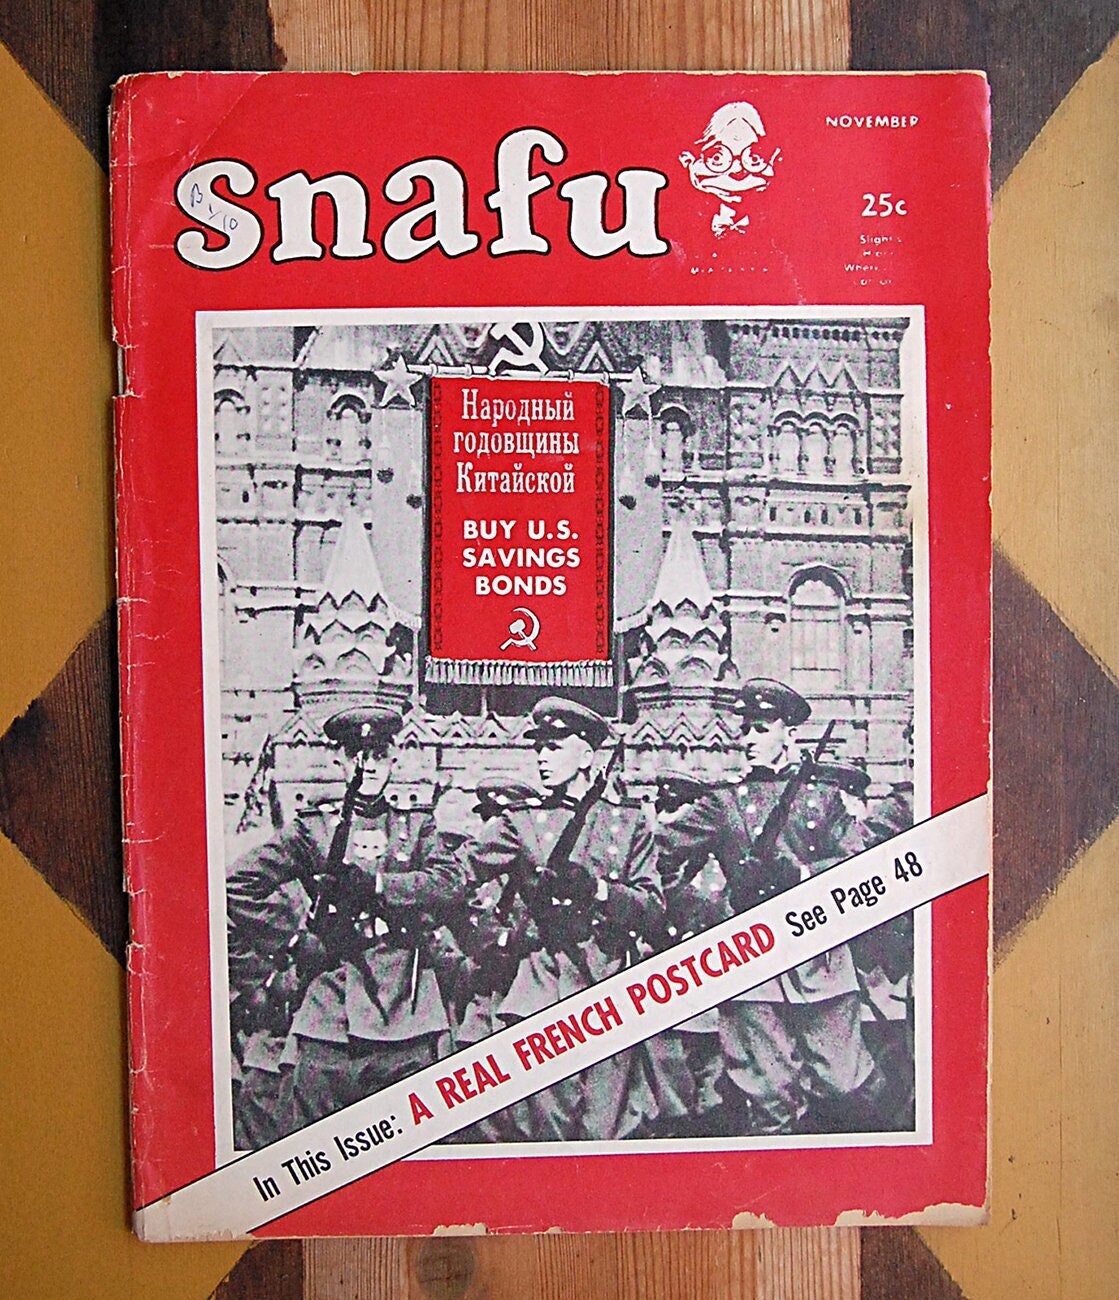 snafu
NOVEMBER
25c
Народный
годовщины
Китайской
BUY U.S.
SAVINGS
BONDS
In This Issue: A REAL FRENCH POSTCARD See Page 48